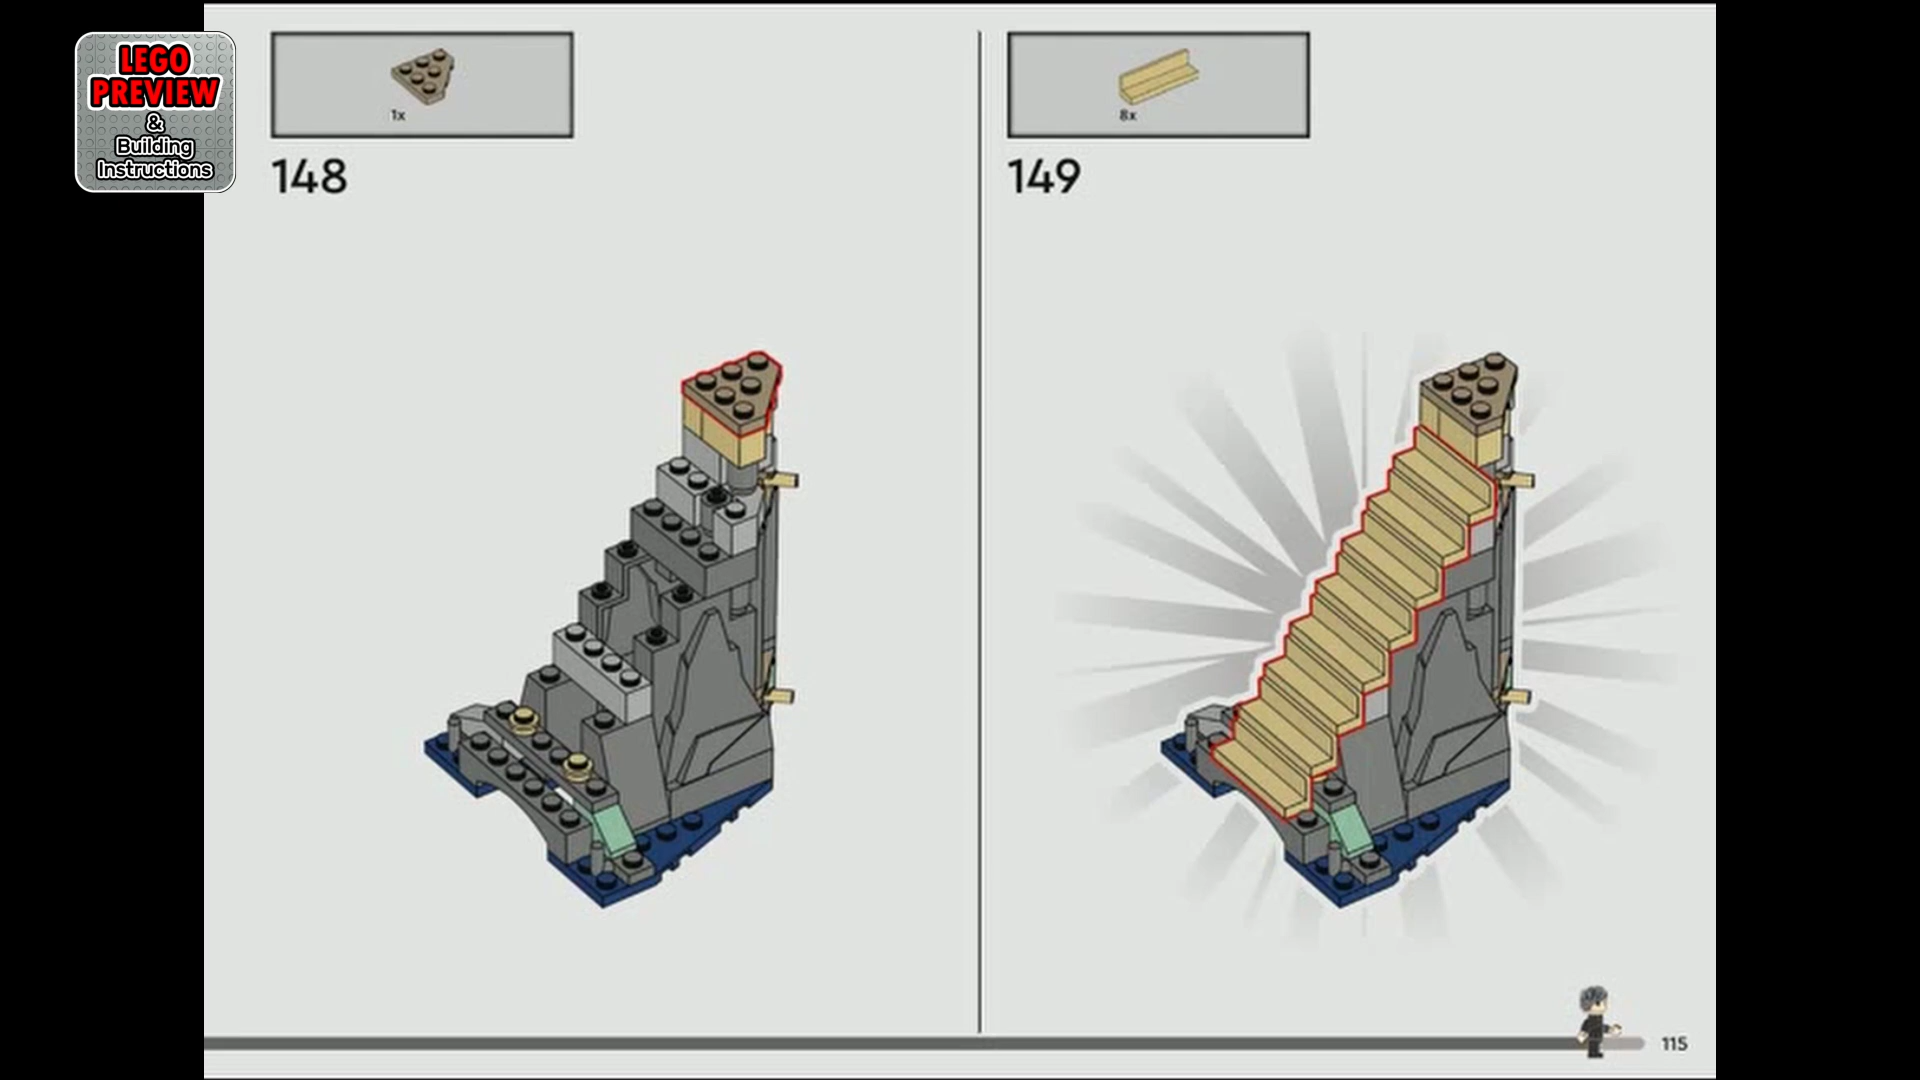 LEGO
PREVIEW
&
Building
Instructions
1x
148
8x
149
115